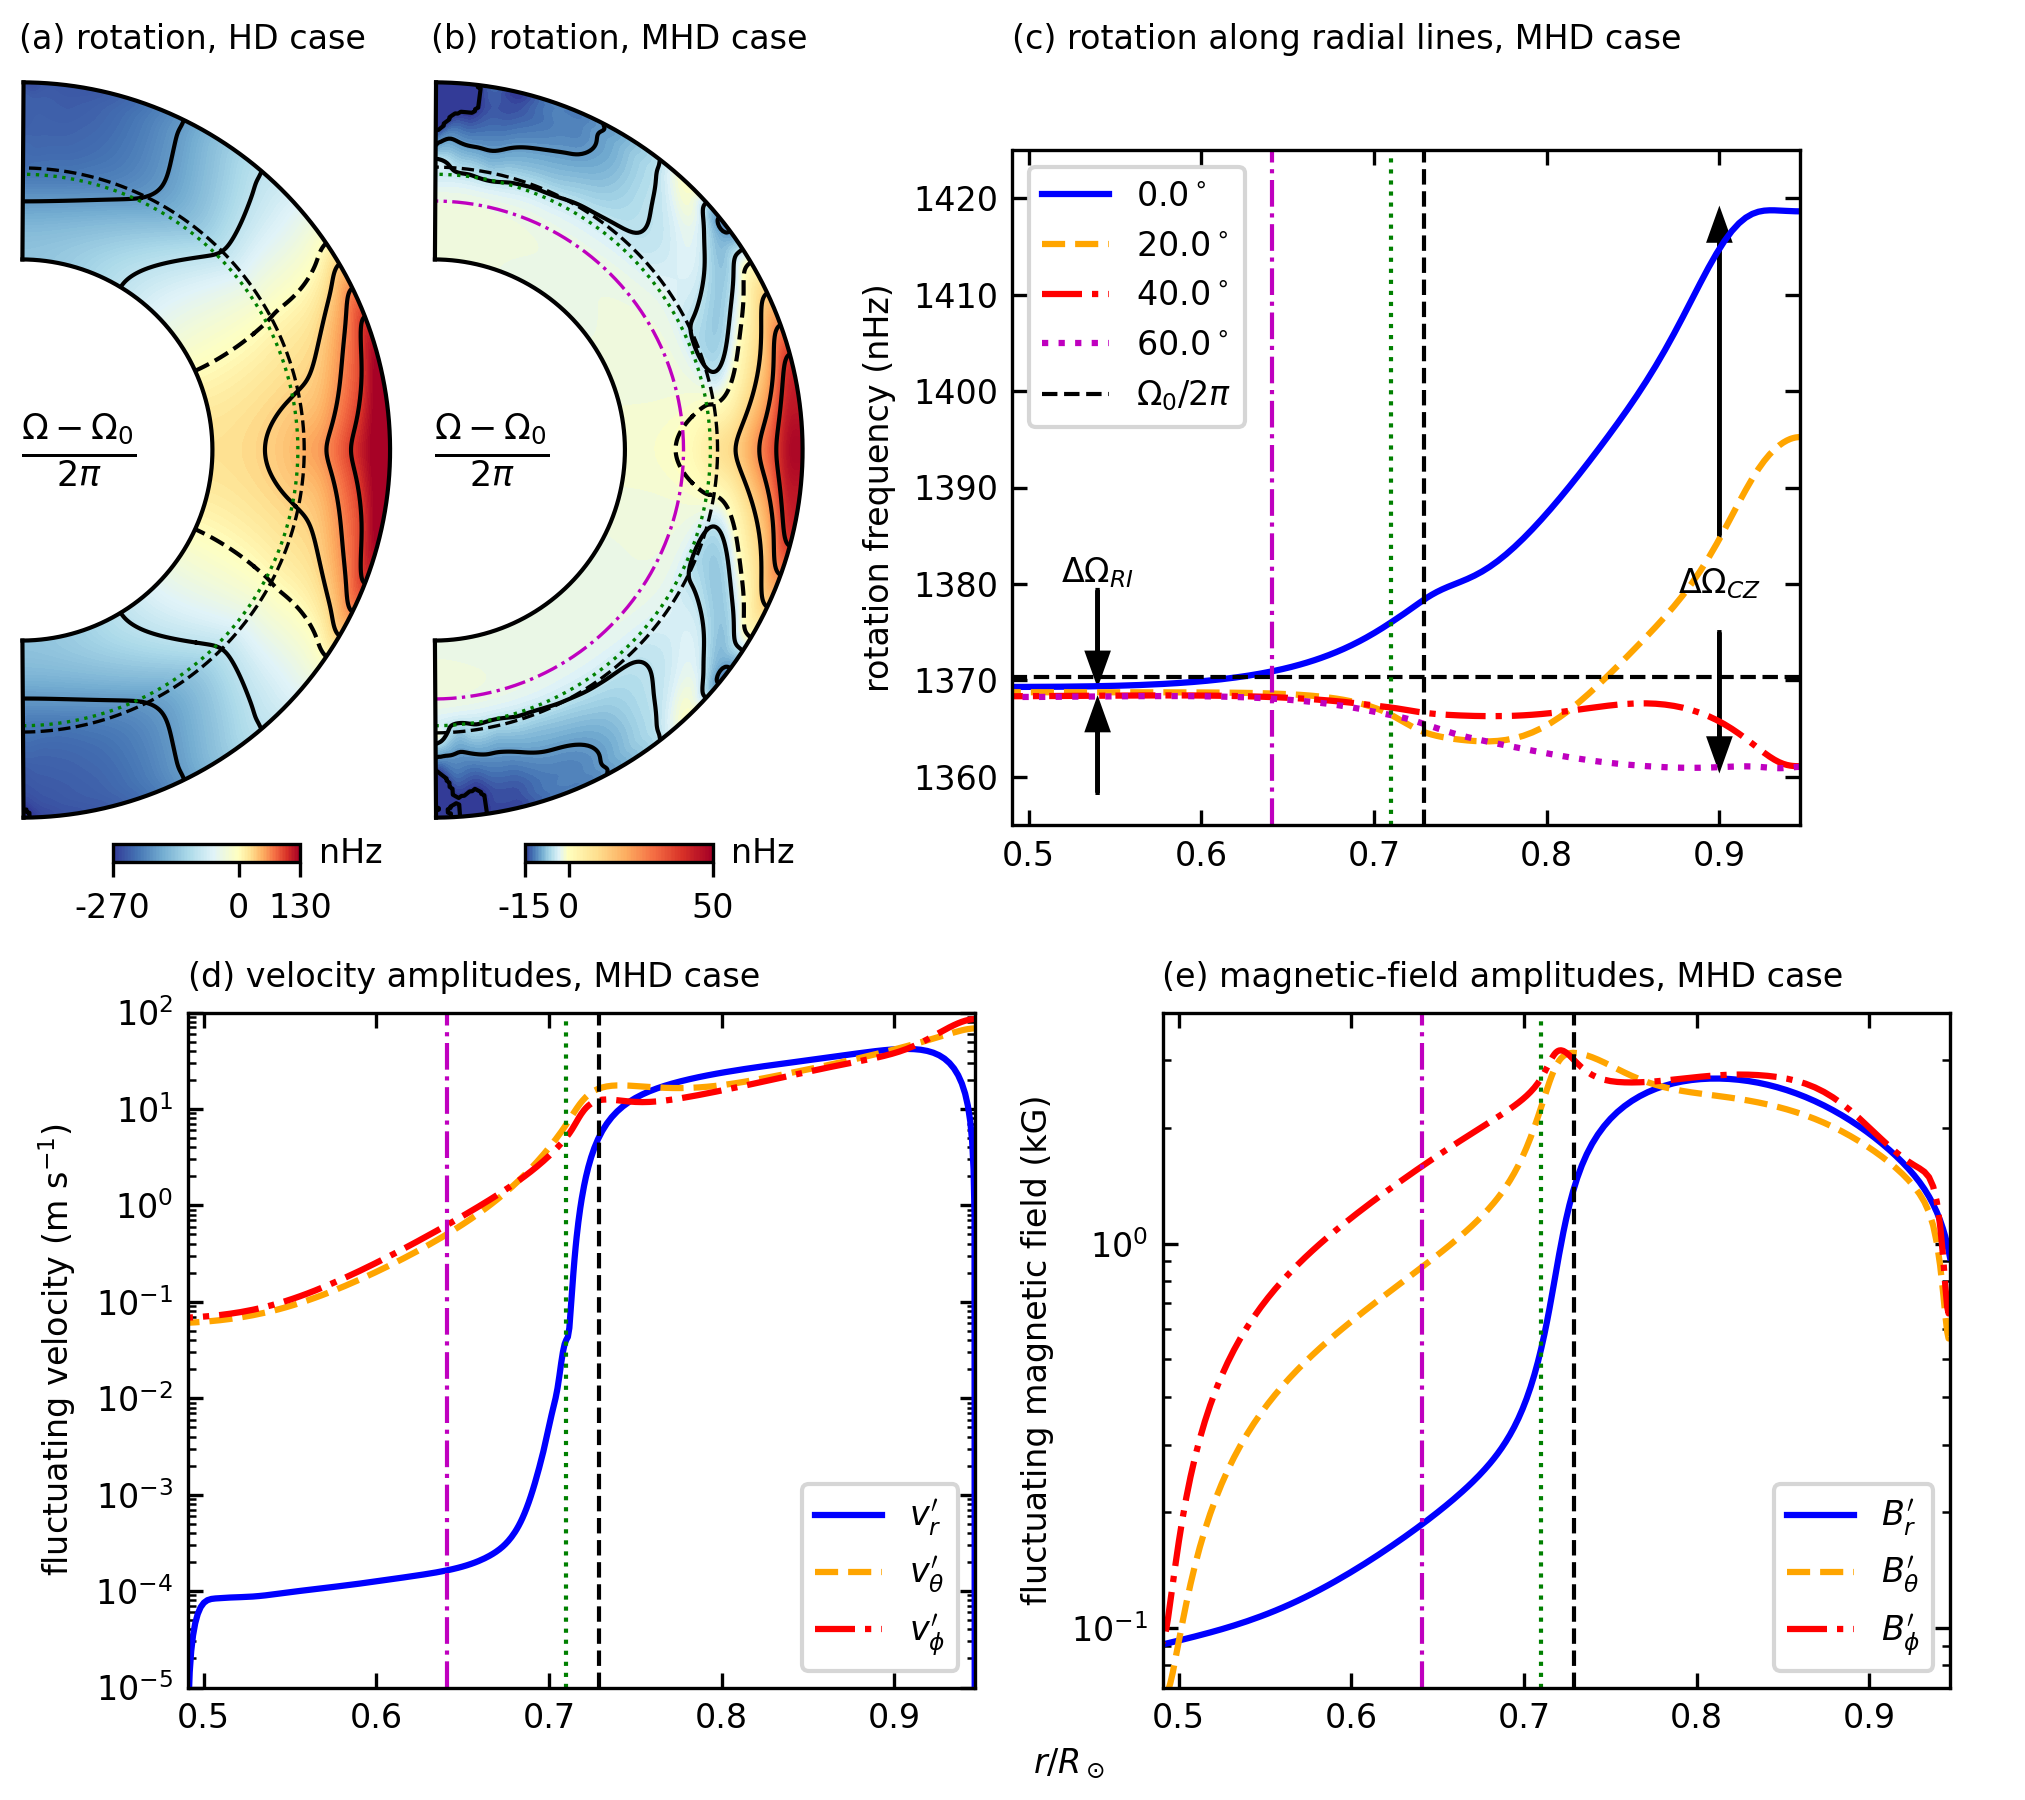 (a) rotation, HD case
(b) rotation, MHD case
(c) rotation along radial lines, MHD case
Ω − Ω₀
2π
nHz
-270 0 130
Ω − Ω₀
2π
nHz
-15 0 50
rotation frequency (nHz)
1420
1410
1400
1390
1380
1370
1360
0.0°
20.0°
40.0°
60.0°
Ω₀/2π
ΔΩ_RI
ΔΩ_CZ
0.5 0.6 0.7 0.8 0.9
(d) velocity amplitudes, MHD case
fluctuating velocity (m s⁻¹)
10²
10¹
10⁰
10⁻¹
10⁻²
10⁻³
10⁻⁴
10⁻⁵
v′_r
v′_θ
v′_ϕ
0.5 0.6 0.7 0.8 0.9
(e) magnetic-field amplitudes, MHD case
fluctuating magnetic field (kG)
10⁰
10⁻¹
B′_r
B′_θ
B′_ϕ
0.5 0.6 0.7 0.8 0.9
r/R_⊙